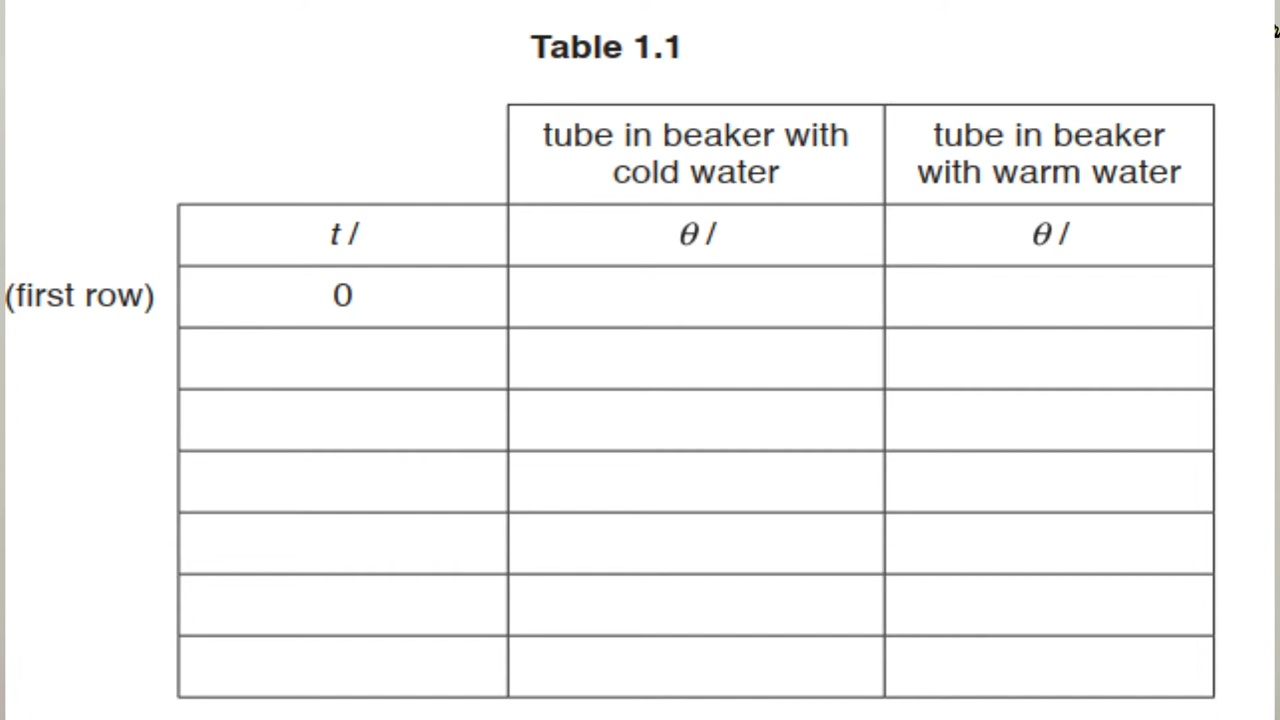 Table 1.1
tube in beaker with
cold water
tube in beaker
with warm water
t /
θ /
θ /
(first row)
0